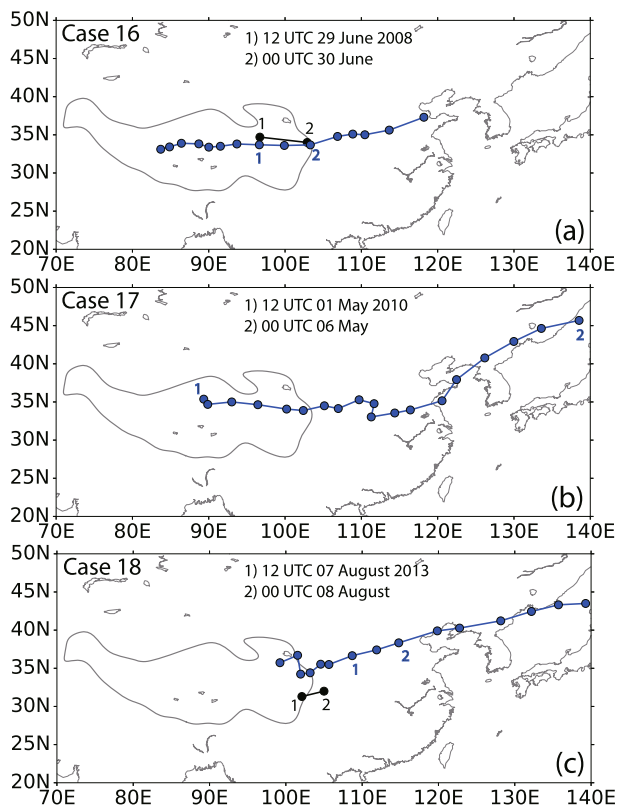 50N
Case 16
1) 12 UTC 29 June 2008
2) 00 UTC 30 June
45N
40N
1
2
35N
1
2
30N
25N
(a)
20N
70E 80E 90E 100E 110E 120E 130E 140E
50N
Case 17
1) 12 UTC 01 May 2010
2) 00 UTC 06 May
45N
2
40N
1
35N
30N
25N
(b)
20N
70E 80E 90E 100E 110E 120E 130E 140E
50N
Case 18
1) 12 UTC 07 August 2013
2) 00 UTC 08 August
45N
40N
2
1
35N
1 2
30N
25N
(c)
20N
70E 80E 90E 100E 110E 120E 130E 140E